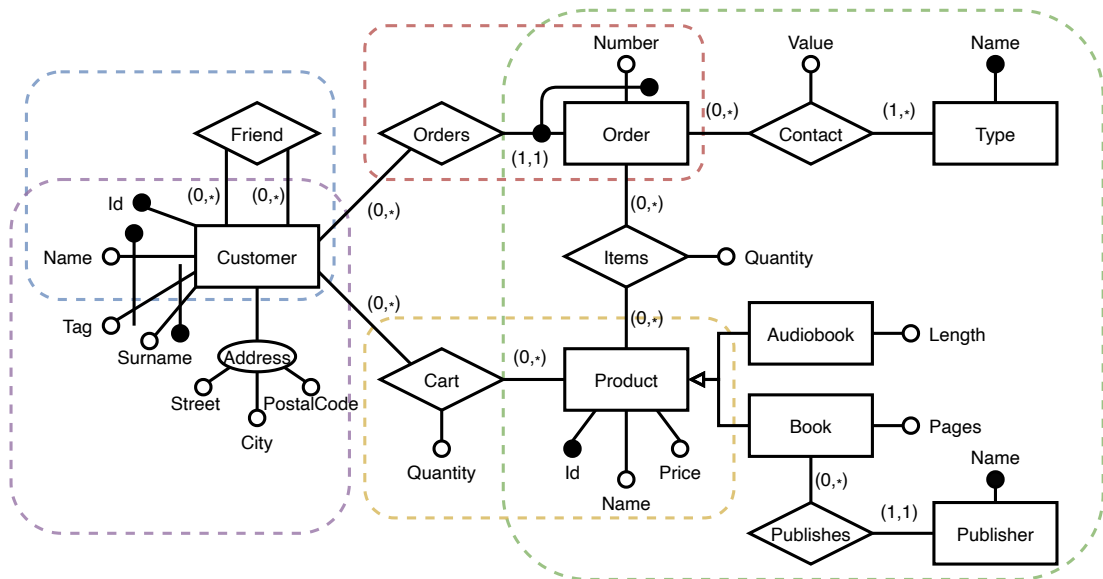 Number
Value
Name
Friend
Orders
Order
(0,*)
Contact
(1,*)
Type
(1,1)
(0,*)
(0,*)
Id
(0,*)
(0,*)
Name
Customer
Items
Quantity
(0,*)
(0,*)
Tag
Surname
Address
(0,*)
Audiobook
Length
Cart
Product
Street
PostalCode
City
Book
Pages
Quantity
Id
Price
Name
Name
(0,*)
(1,1)
Publishes
Publisher